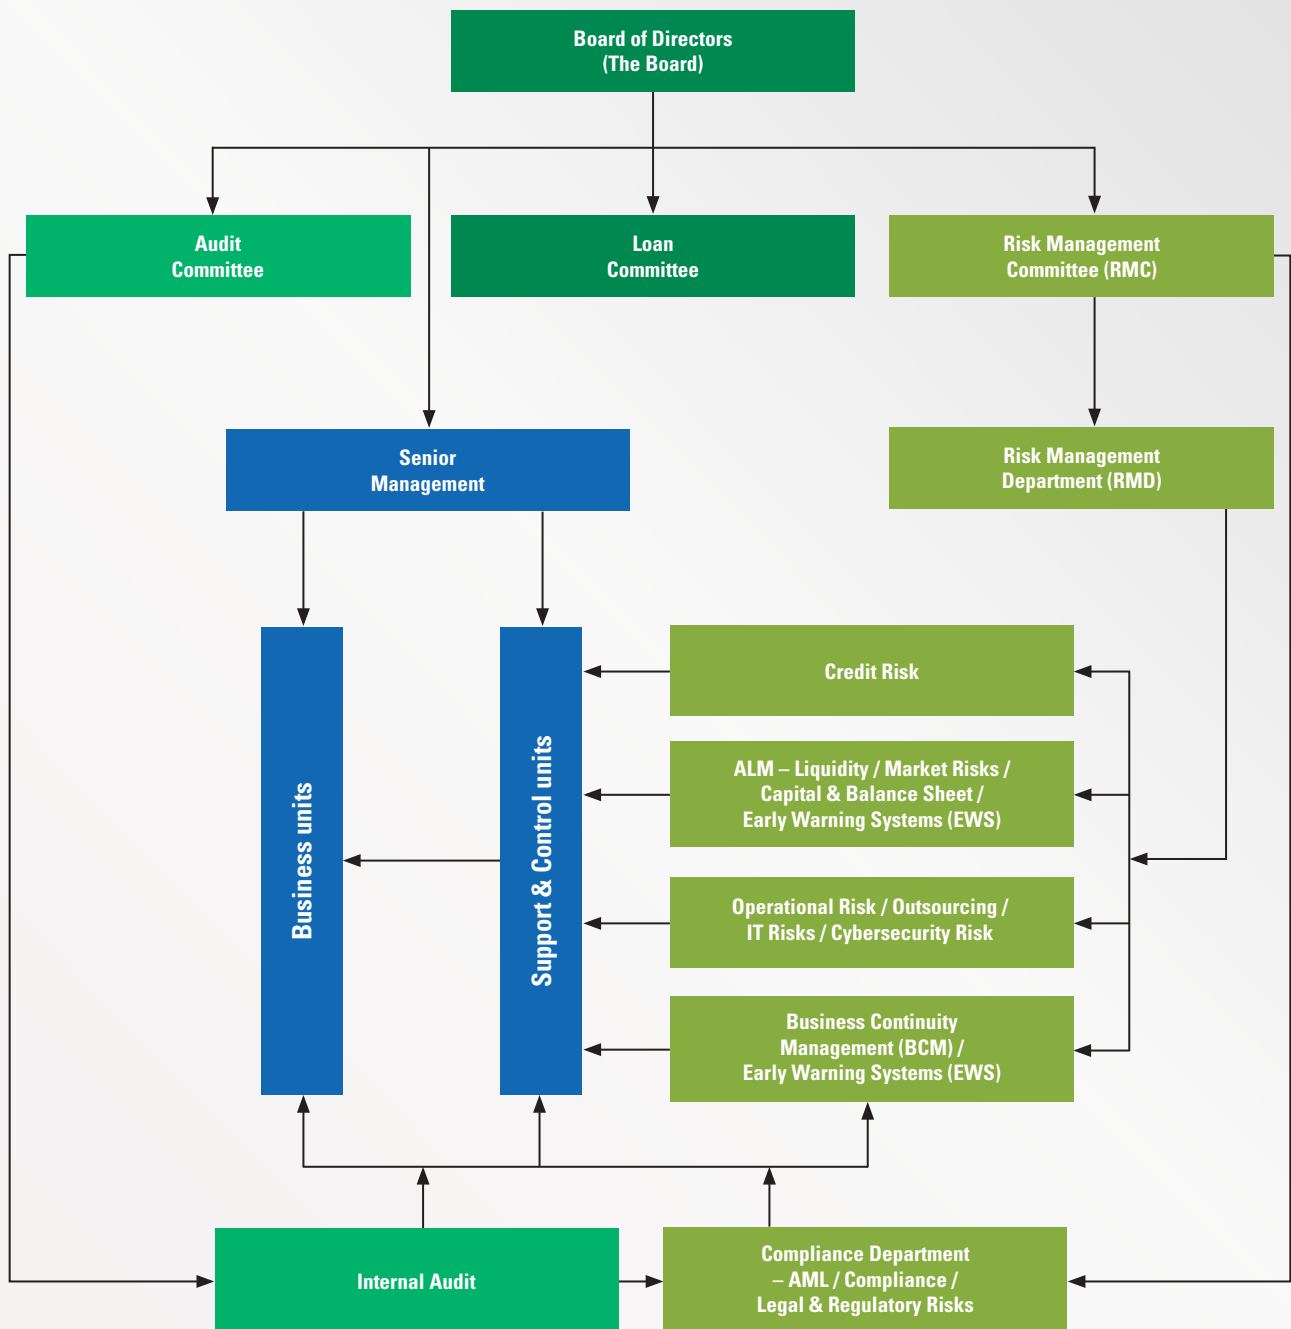 Board of Directors
(The Board)
Audit
Committee
Loan
Committee
Risk Management
Committee (RMC)
Senior
Management
Risk Management
Department (RMD)
Business units
Support & Control units
Credit Risk
ALM – Liquidity / Market Risks /
Capital & Balance Sheet /
Early Warning Systems (EWS)
Operational Risk / Outsourcing /
IT Risks / Cybersecurity Risk
Business Continuity
Management (BCM) /
Early Warning Systems (EWS)
Internal Audit
Compliance Department
– AML / Compliance /
Legal & Regulatory Risks